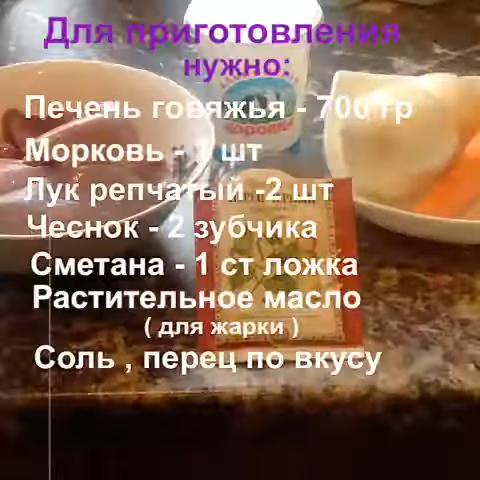 Для приготовления
нужно:
Печень говяжья - 700 гр
Морковь - 1 шт
Лук репчатый -2 шт
Чеснок - 2 зубчика
Сметана - 1 ст ложка
Растительное масло
( для жарки )
Соль , перец по вкусу